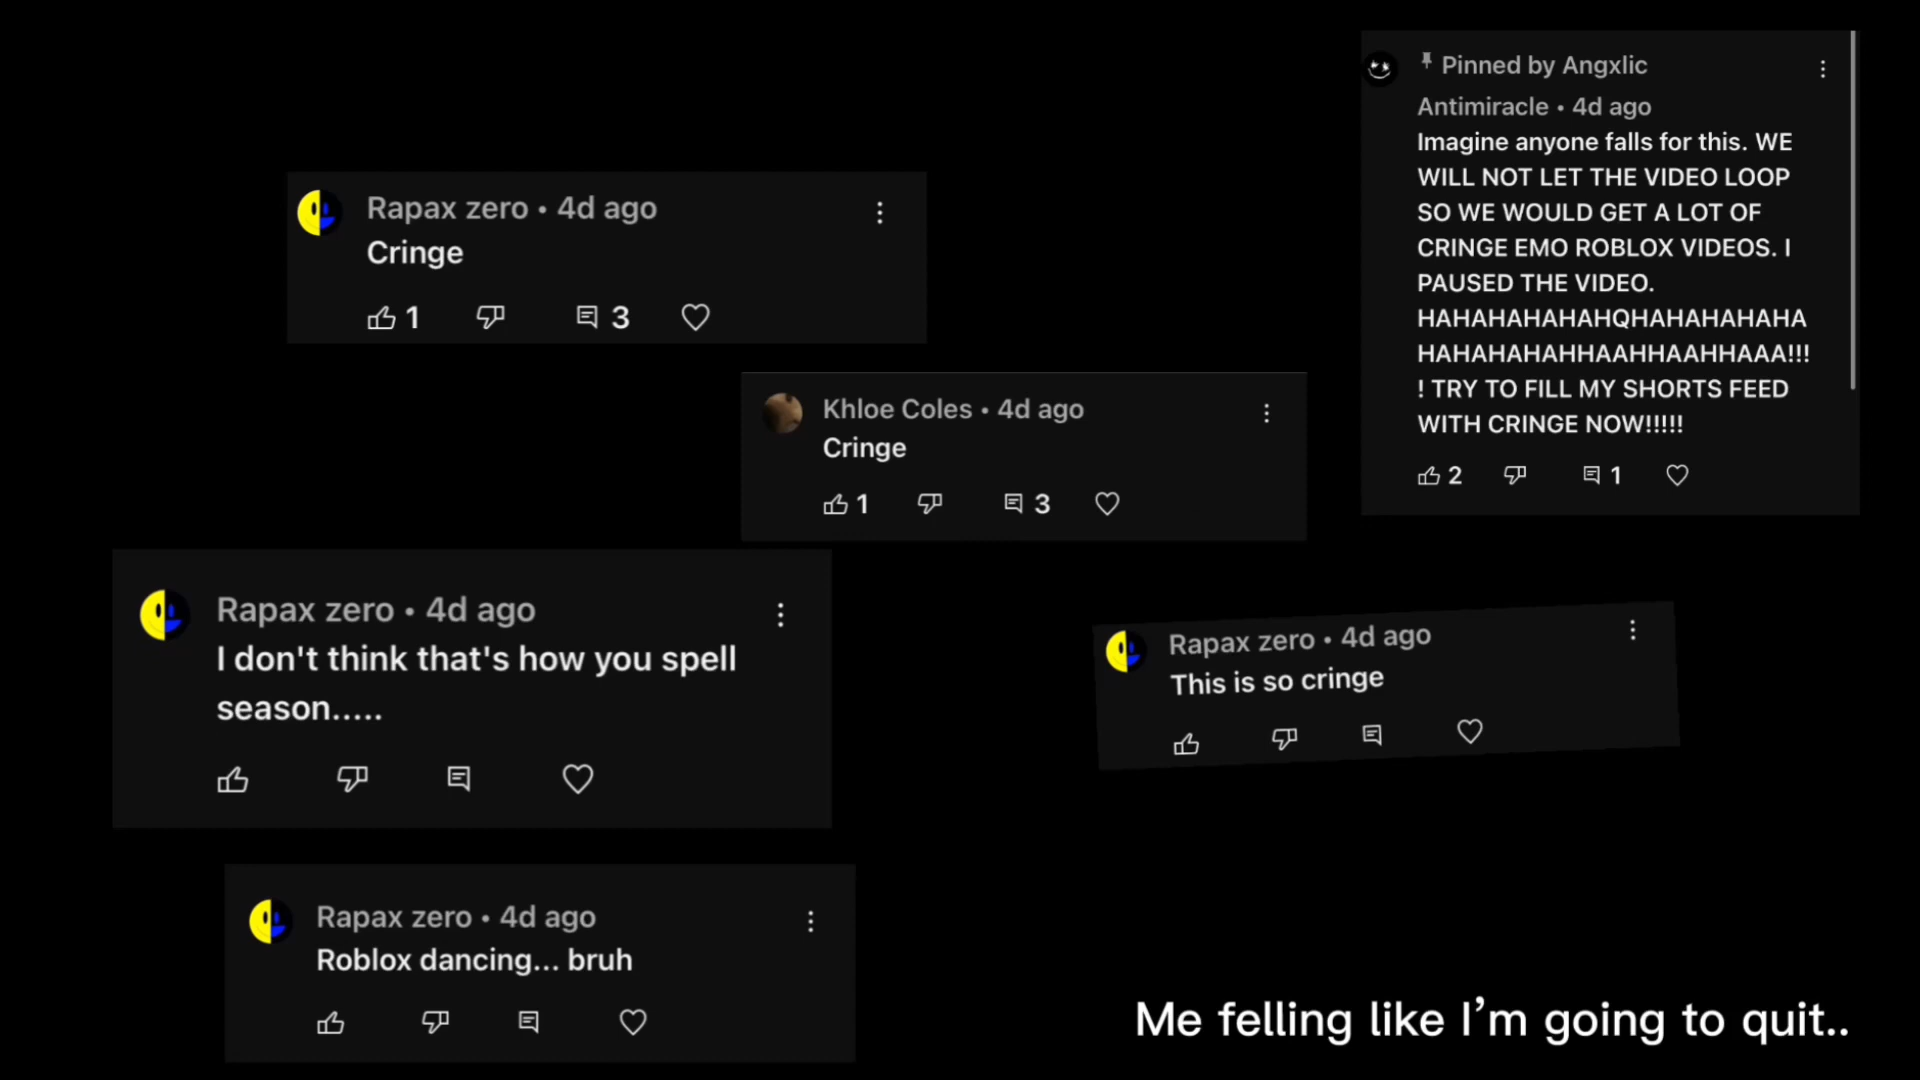 Pinned by Angxlic
Antimiracle • 4d ago
Imagine anyone falls for this. WE
WILL NOT LET THE VIDEO LOOP
SO WE WOULD GET A LOT OF
CRINGE EMO ROBLOX VIDEOS. I
PAUSED THE VIDEO.
HAHAHAHAHAHQHAHAHAHAHA
HAHAHAHAHHAAHHAAHHAAA!!!
! TRY TO FILL MY SHORTS FEED
WITH CRINGE NOW!!!!!
2 1
Rapax zero • 4d ago
Cringe
1 3
Khloe Coles • 4d ago
Cringe
1 3
Rapax zero • 4d ago
I don't think that's how you spell
season.....
Rapax zero • 4d ago
This is so cringe
Rapax zero • 4d ago
Roblox dancing... bruh
Me felling like I’m going to quit..